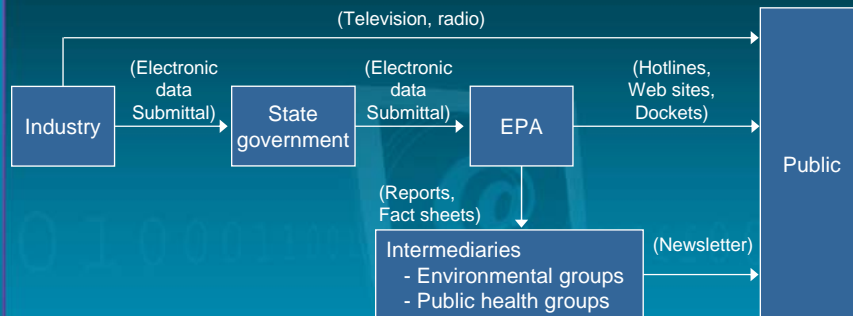 (Television, radio)
(Electronic
data
Submittal)
(Electronic
data
Submittal)
(Hotlines,
Web sites,
Dockets)
Industry
State
government
EPA
Public
(Reports,
Fact sheets)
Intermediaries
- Environmental groups
- Public health groups
(Newsletter)